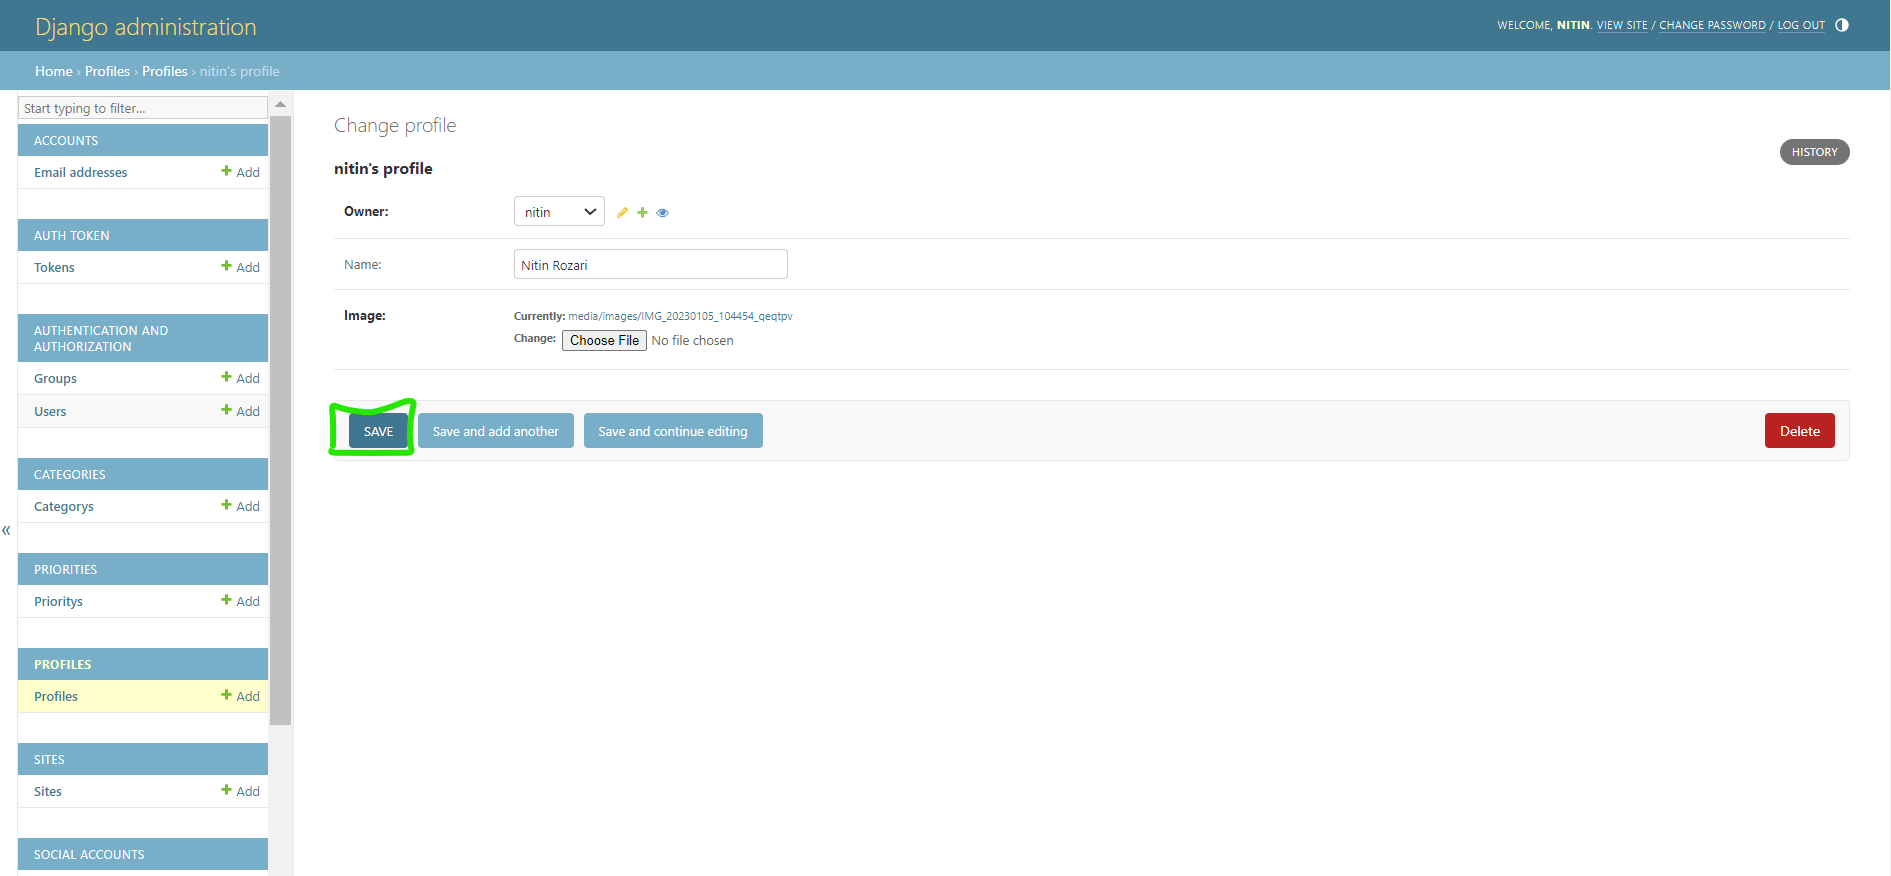 Django administration
WELCOME, NITIN. VIEW SITE / CHANGE PASSWORD / LOG OUT
Home › Profiles › Profiles › nitin's profile
Start typing to filter...
ACCOUNTS
Email addresses + Add
AUTH TOKEN
Tokens + Add
AUTHENTICATION AND
AUTHORIZATION
Groups + Add
Users + Add
CATEGORIES
Categorys + Add
PRIORITIES
Prioritys + Add
PROFILES
Profiles + Add
SITES
Sites + Add
SOCIAL ACCOUNTS
«
Change profile
HISTORY
nitin's profile
Owner: nitin
Name: Nitin Rozari
Image: Currently: media/images/IMG_20230105_104454_qeqtpv
Change: Choose File No file chosen
SAVE Save and add another Save and continue editing Delete